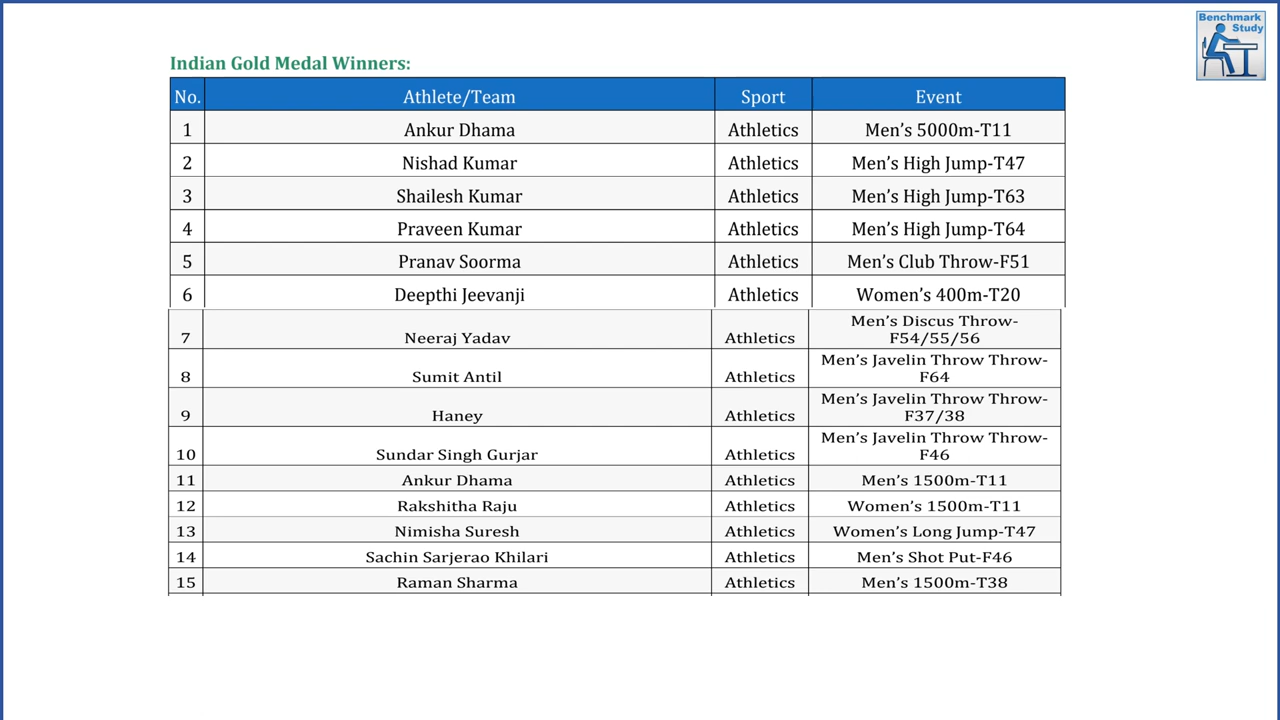 Benchmark
Study
Indian Gold Medal Winners:
No. Athlete/Team Sport Event
1 Ankur Dhama Athletics Men’s 5000m-T11
2 Nishad Kumar Athletics Men’s High Jump-T47
3 Shailesh Kumar Athletics Men’s High Jump-T63
4 Praveen Kumar Athletics Men’s High Jump-T64
5 Pranav Soorma Athletics Men’s Club Throw-F51
6 Deepthi Jeevanji Athletics Women’s 400m-T20
Men’s Discus Throw-
7 Neeraj Yadav Athletics F54/55/56
Men’s Javelin Throw Throw-
8 Sumit Antil Athletics F64
Men’s Javelin Throw Throw-
9 Haney Athletics F37/38
Men’s Javelin Throw Throw-
10 Sundar Singh Gurjar Athletics F46
11 Ankur Dhama Athletics Men’s 1500m-T11
12 Rakshitha Raju Athletics Women’s 1500m-T11
13 Nimisha Suresh Athletics Women’s Long Jump-T47
14 Sachin Sarjerao Khilari Athletics Men’s Shot Put-F46
15 Raman Sharma Athletics Men’s 1500m-T38